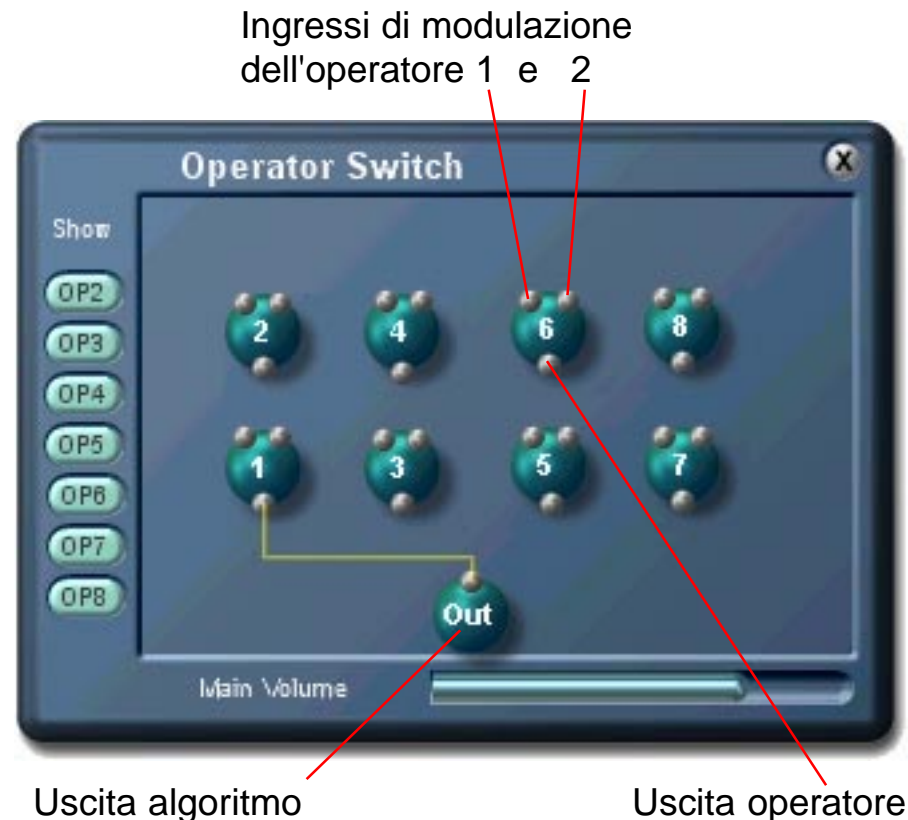 Ingressi di modulazione
dell'operatore 1 e 2
Operator Switch
X
Show
OP2
OP3
OP4
OP5
OP6
OP7
OP8
2
4
6
8
1
3
5
7
Out
Main Volume
Uscita algoritmo
Uscita operatore